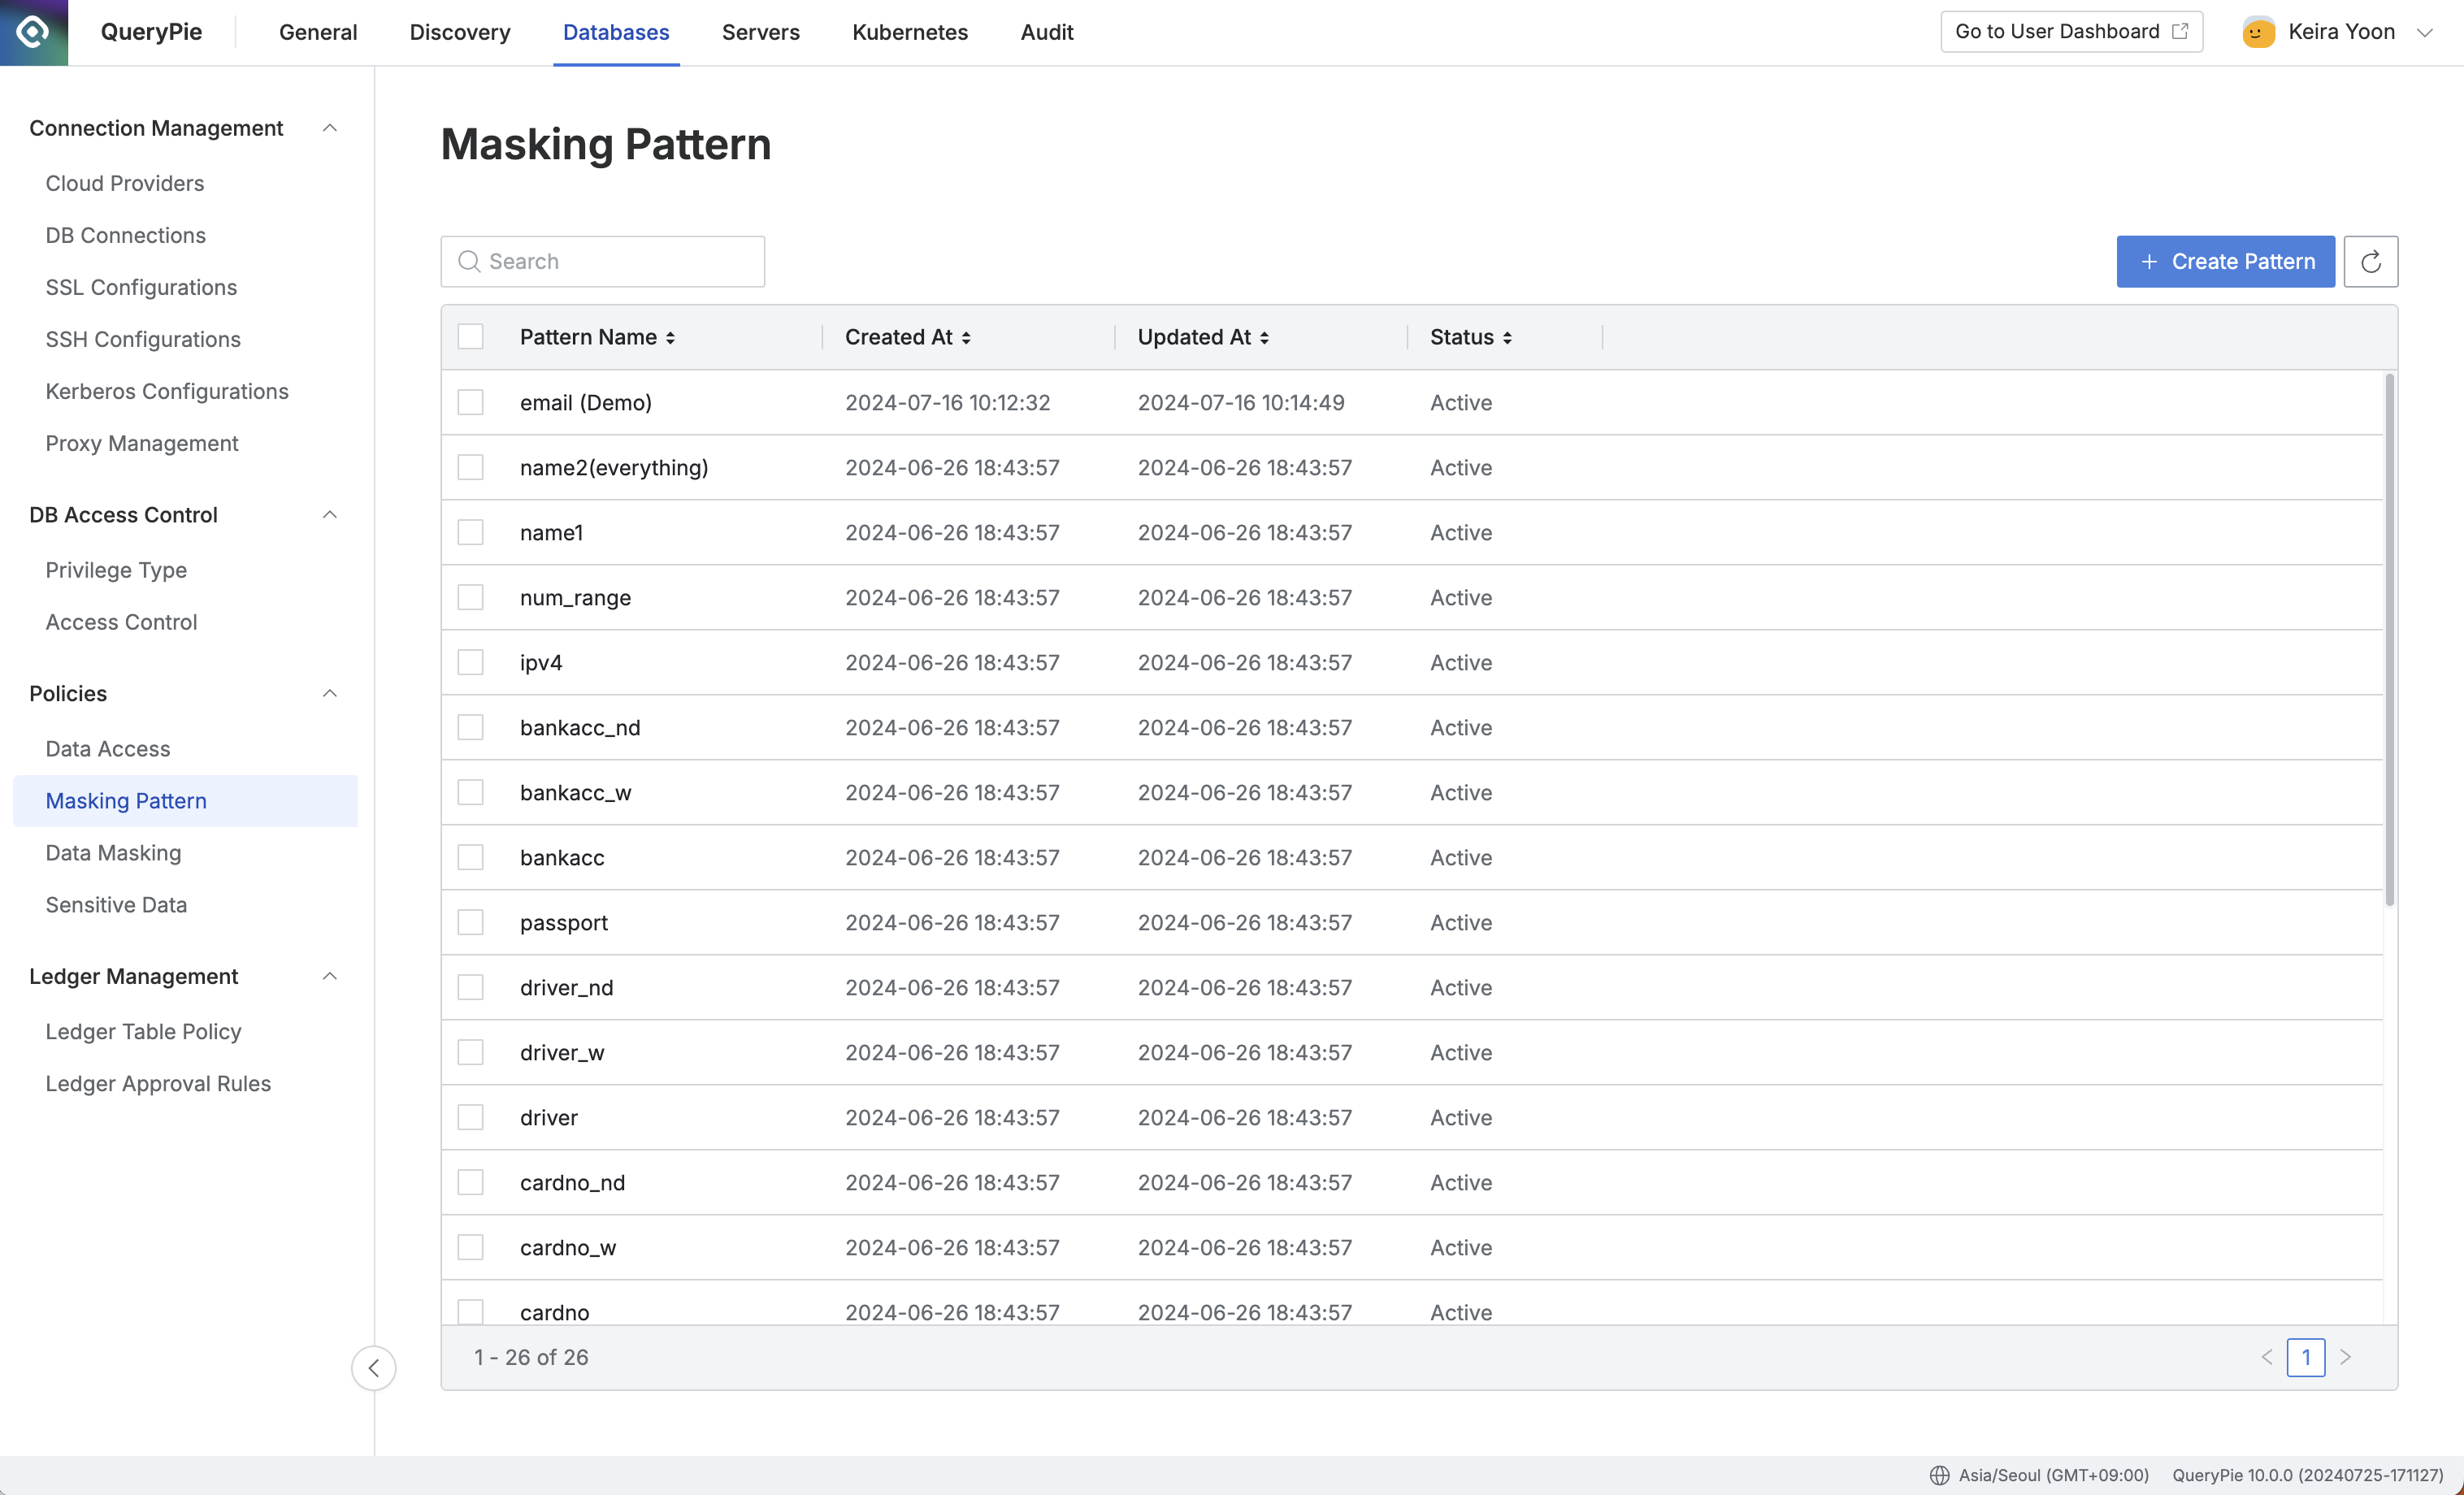 QueryPie General Discovery Databases Servers Kubernetes Audit Go to User Dashboard Keira Yoon
Connection Management
Cloud Providers
DB Connections
SSL Configurations
SSH Configurations
Kerberos Configurations
Proxy Management
DB Access Control
Privilege Type
Access Control
Policies
Data Access
Masking Pattern
Data Masking
Sensitive Data
Ledger Management
Ledger Table Policy
Ledger Approval Rules
Masking Pattern
Search
Create Pattern
Pattern Name Created At Updated At Status
email (Demo) 2024-07-16 10:12:32 2024-07-16 10:14:49 Active
name2(everything) 2024-06-26 18:43:57 2024-06-26 18:43:57 Active
name1 2024-06-26 18:43:57 2024-06-26 18:43:57 Active
num_range 2024-06-26 18:43:57 2024-06-26 18:43:57 Active
ipv4 2024-06-26 18:43:57 2024-06-26 18:43:57 Active
bankacc_nd 2024-06-26 18:43:57 2024-06-26 18:43:57 Active
bankacc_w 2024-06-26 18:43:57 2024-06-26 18:43:57 Active
bankacc 2024-06-26 18:43:57 2024-06-26 18:43:57 Active
passport 2024-06-26 18:43:57 2024-06-26 18:43:57 Active
driver_nd 2024-06-26 18:43:57 2024-06-26 18:43:57 Active
driver_w 2024-06-26 18:43:57 2024-06-26 18:43:57 Active
driver 2024-06-26 18:43:57 2024-06-26 18:43:57 Active
cardno_nd 2024-06-26 18:43:57 2024-06-26 18:43:57 Active
cardno_w 2024-06-26 18:43:57 2024-06-26 18:43:57 Active
cardno 2024-06-26 18:43:57 2024-06-26 18:43:57 Active
1 - 26 of 26 1
Asia/Seoul (GMT+09:00) QueryPie 10.0.0 (20240725-171127)